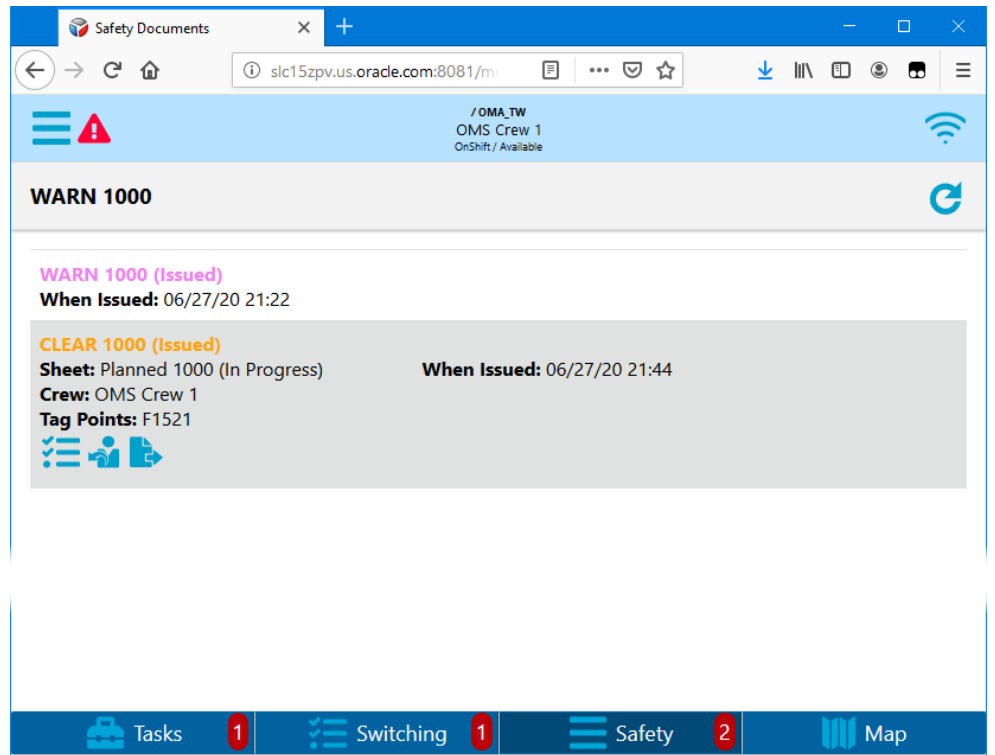 Safety Documents
slc15zpv.us.oracle.com:8081/m
/ OMA_TW
OMS Crew 1
OnShift / Available
WARN 1000
WARN 1000 (Issued)
When Issued: 06/27/20 21:22
CLEAR 1000 (Issued)
Sheet: Planned 1000 (In Progress) When Issued: 06/27/20 21:44
Crew: OMS Crew 1
Tag Points: F1521
Tasks 1 Switching 1 Safety 2 Map